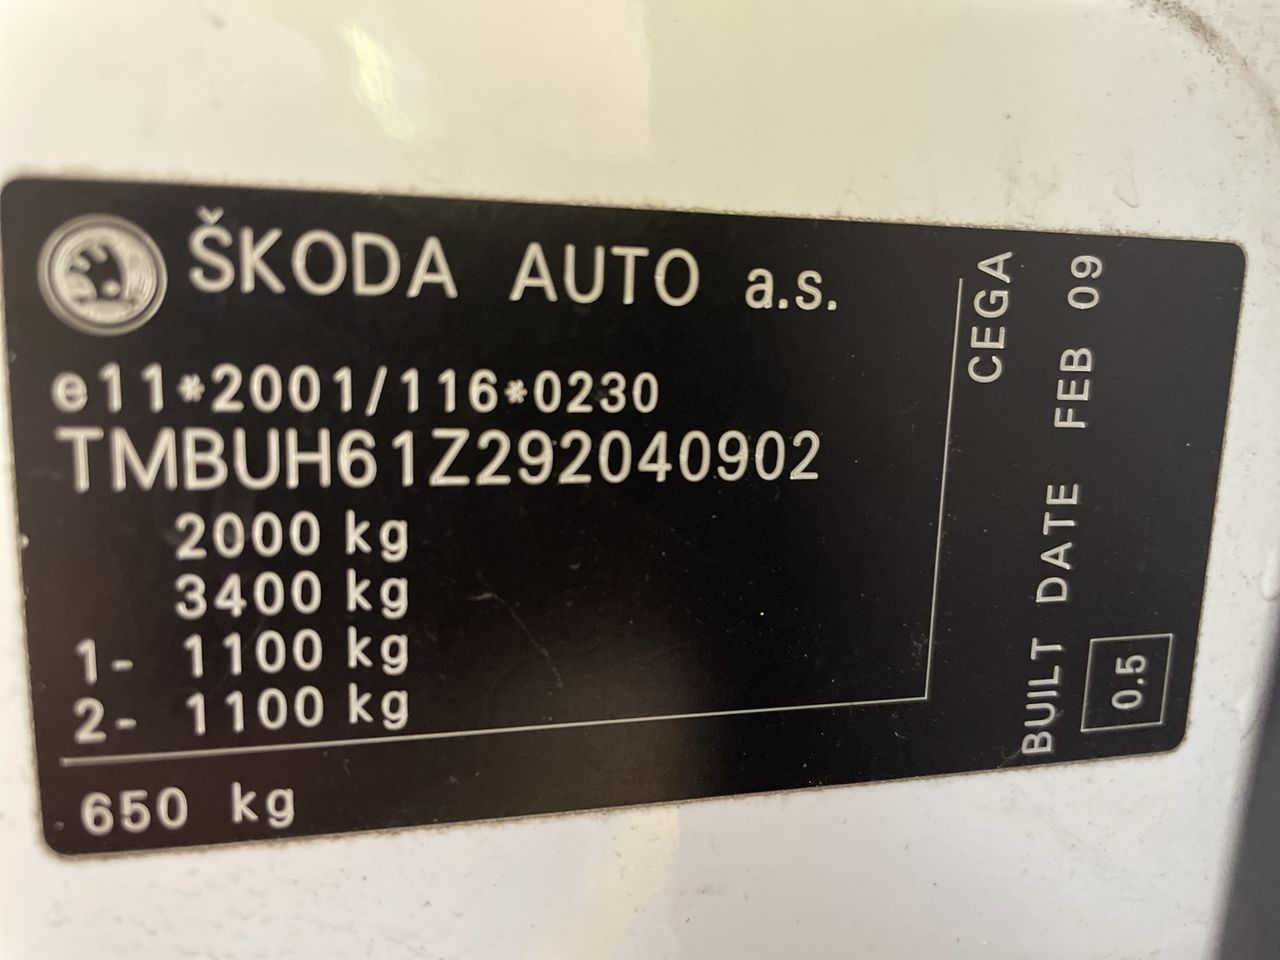 ŠKODA AUTO a.s.
e11*2001/116*0230
TMBUH61Z292040902
2000 kg
3400 kg
1- 1100 kg
2- 1100 kg
650 kg
CEGA
BUILT DATE FEB 09
0.5